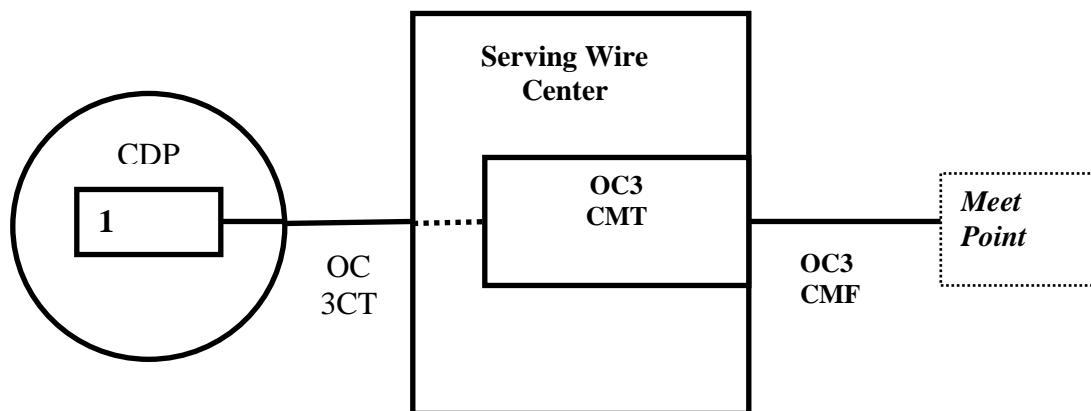 Serving Wire
Center
CDP
1
OC
3CT
OC3
CMT
OC3
CMF
Meet
Point